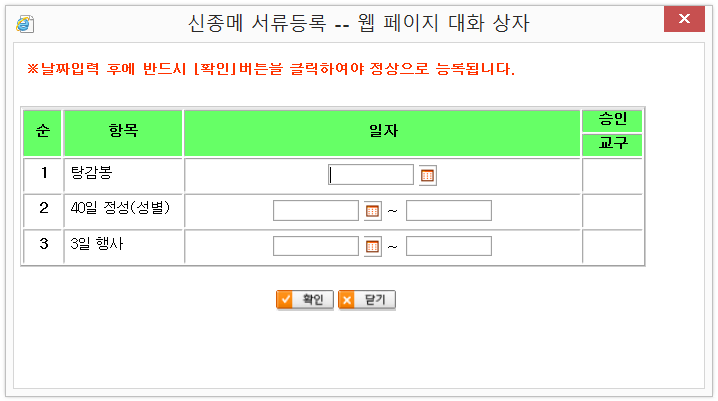 신종메 서류등록 -- 웹 페이지 대화 상자
※날짜입력 후에 반드시 [확인]버튼을 클릭하여야 정상으로 등록됩니다.
순 항목 일자 승인
교구
1 탕감봉
2 40일 정성(성별) ~
3 3일 행사 ~
확인 닫기